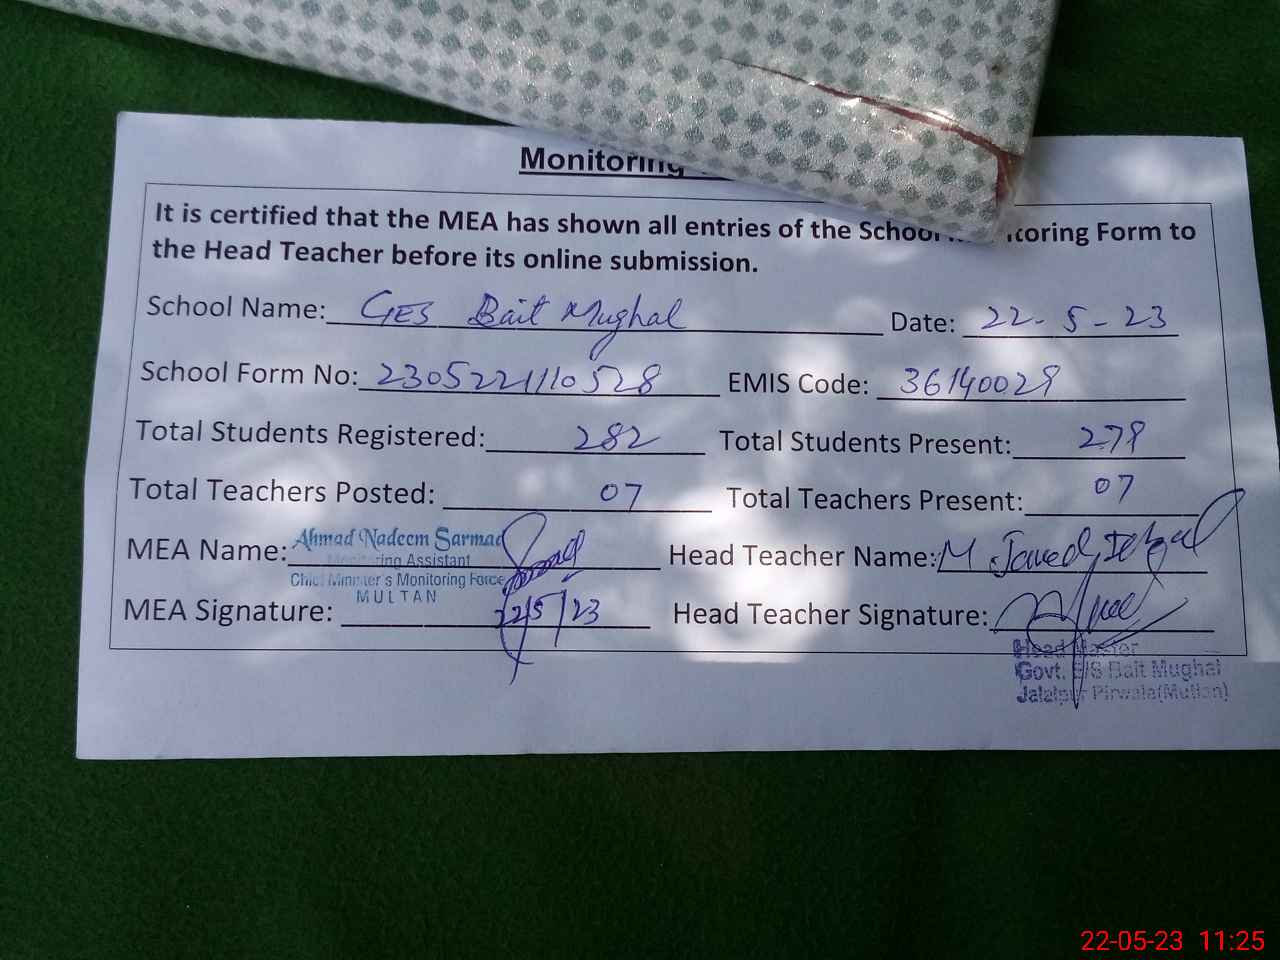 Monitoring
It is certified that the MEA has shown all entries of the School Monitoring Form to
the Head Teacher before its online submission.
School Name: GES Bait Mughal Date: 22-5-23
School Form No: 2305221110528 EMIS Code: 36140029
Total Students Registered: 282 Total Students Present: 279
Total Teachers Posted: 07 Total Teachers Present: 07
Ahmad Nadeem Sarmad
MEA Name: Head Teacher Name: M. Javed Iqbal
Monitoring Assistant
Chief Minister's Monitoring Force
MULTAN
MEA Signature: 22/5/23 Head Teacher Signature:
Head Master
Govt. E/S Bait Mughal
Jalalpur Pirwala(Multan)
22-05-23 11:25